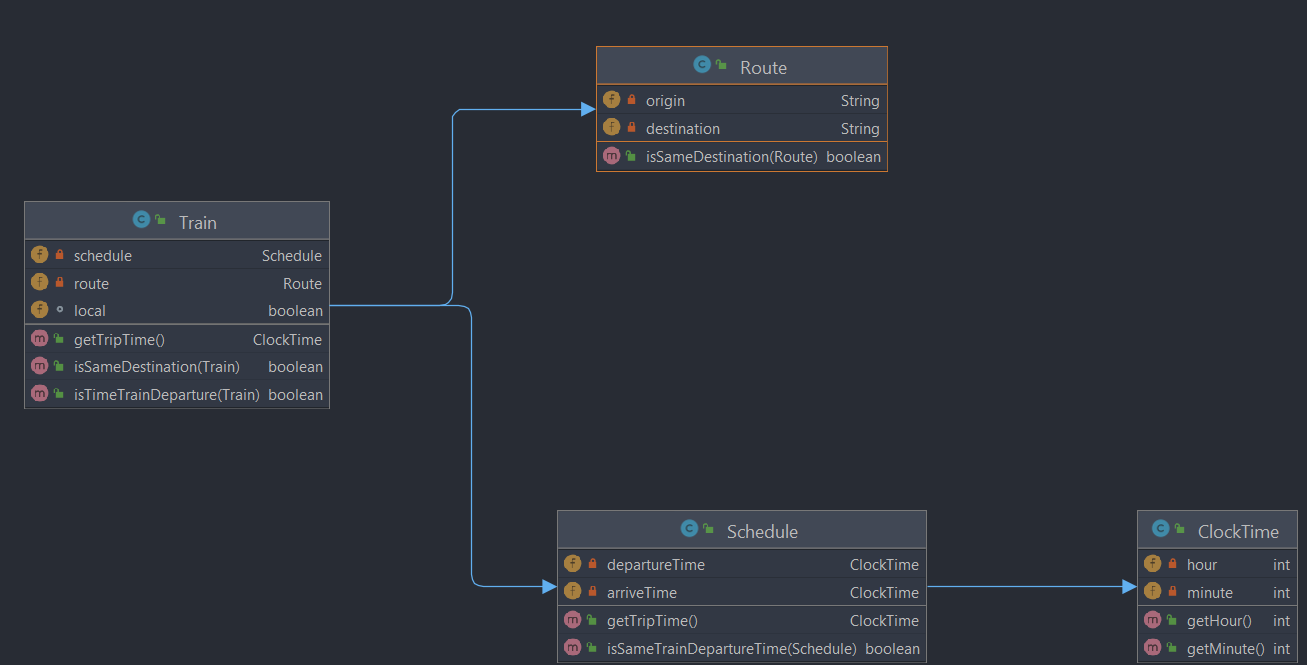 Route
origin String
destination String
isSameDestination(Route) boolean
Train
schedule Schedule
route Route
local boolean
getTripTime() ClockTime
isSameDestination(Train) boolean
isTimeTrainDeparture(Train) boolean
Schedule
departureTime ClockTime
arriveTime ClockTime
getTripTime() ClockTime
isSameTrainDepartureTime(Schedule) boolean
ClockTime
hour int
minute int
getHour() int
getMinute() int